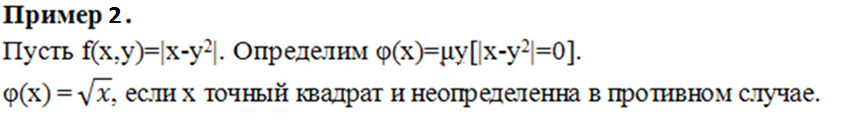 Пример 2.
Пусть f(x,y)=|x-y²|. Определим φ(x)=μy[|x-y²|=0].
φ(x) = √x, если x точный квадрат и неопределенна в противном случае.